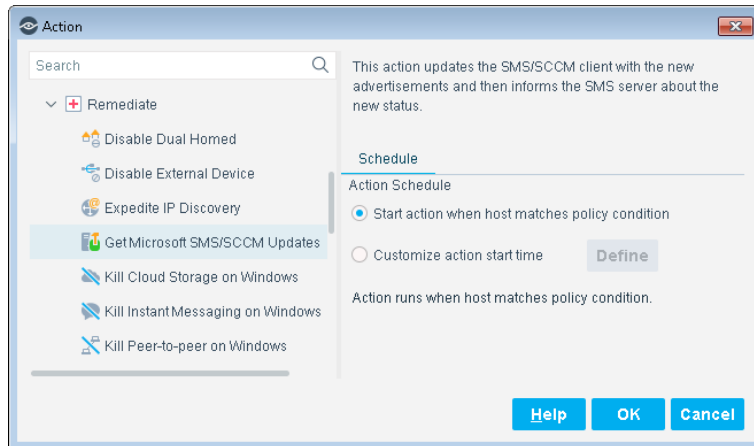 Action
Search
Remediate
Disable Dual Homed
Disable External Device
Expedite IP Discovery
Get Microsoft SMS/SCCM Updates
Kill Cloud Storage on Windows
Kill Instant Messaging on Windows
Kill Peer-to-peer on Windows
This action updates the SMS/SCCM client with the new
advertisements and then informs the SMS server about the
new status.
Schedule
Action Schedule
Start action when host matches policy condition
Customize action start time
Define
Action runs when host matches policy condition.
Help
OK
Cancel